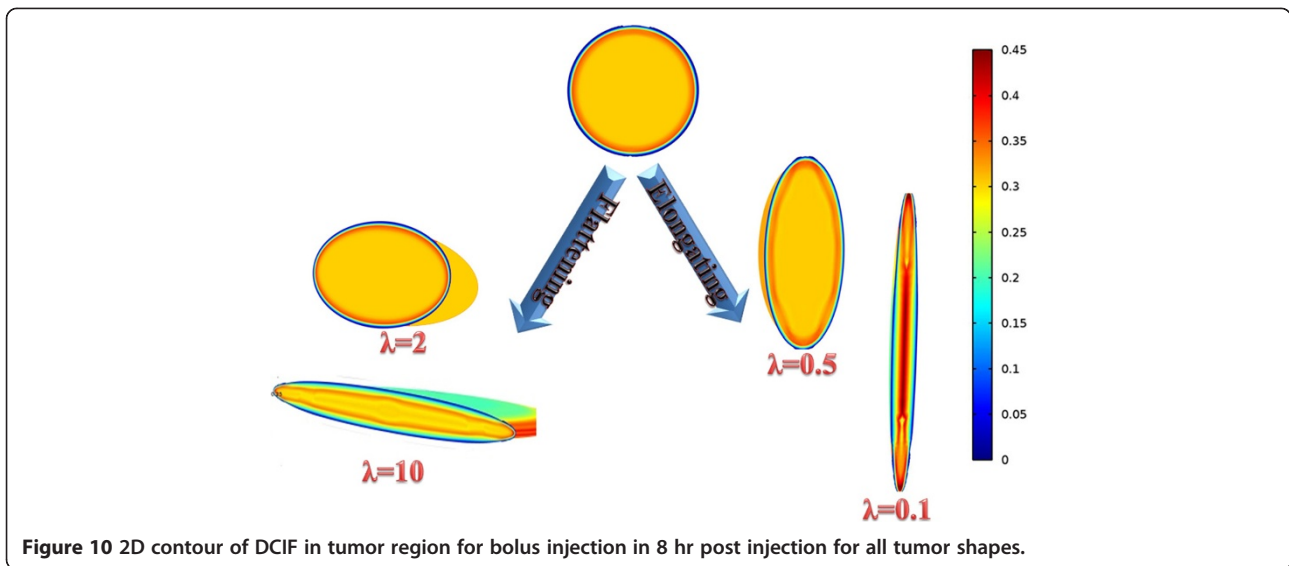 0.45
0.4
0.35
0.3
0.25
0.2
0.15
0.1
0.05
0
Flattening
Elongating
λ=2
λ=0.5
λ=10
λ=0.1
Figure 10 2D contour of DCIF in tumor region for bolus injection in 8 hr post injection for all tumor shapes.